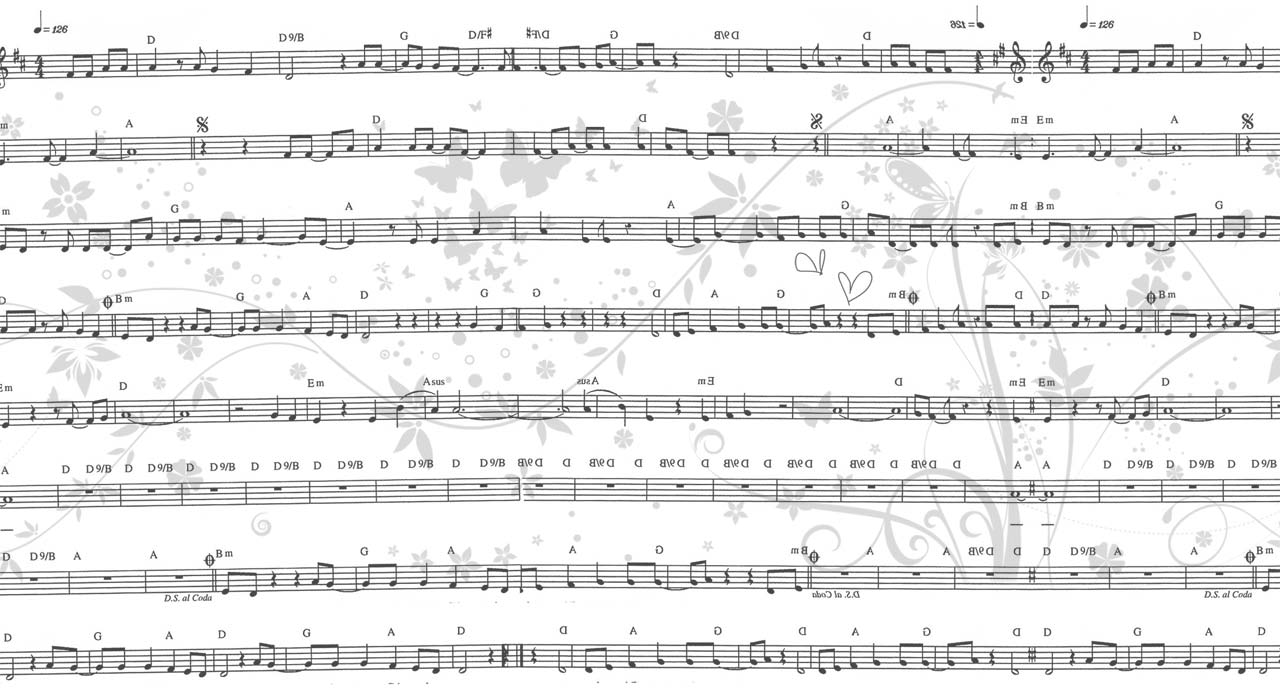 = 126 = 126
D D 9/B G D/F♯ D/F♯ G D 9/B D D
m A D D A Em Em A
m G A A G Bm Bm G
D Bm G A D G G D A G Bm D D Bm
Em D Em Asus Asus Em D Em Em D
A D D 9/B D D 9/B D D 9/B D D 9/B D D 9/B D D 9/B D D 9/B D 9/B D D 9/B D D 9/B D D 9/B D D 9/B D D 9/B D D 9/B D A A D D 9/B D D 9/B D D 9/B
D D 9/B A A Bm G A A G Bm A A D 9/B D D D 9/B A A Bm
D.S. al Coda D.S. al Coda D.S. al Coda
D G A D G A D D A G D A G D D G A D